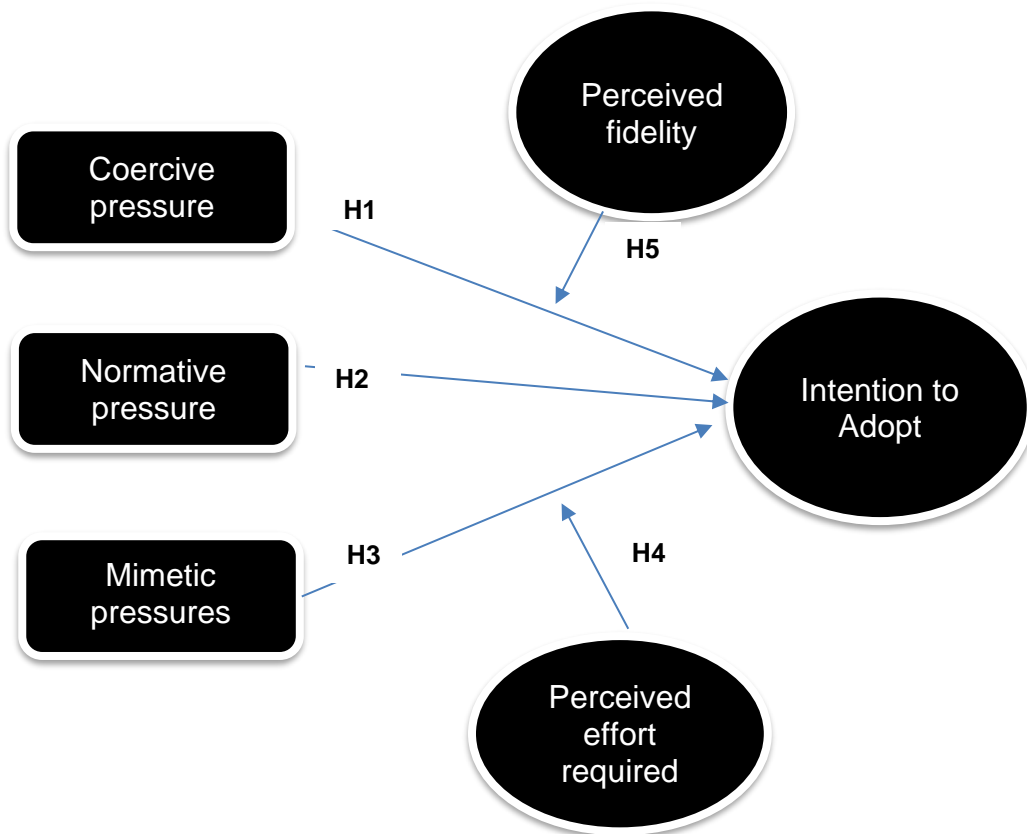 Perceived
fidelity
Coercive
pressure
H1
H5
Normative
pressure
H2
Intention to
Adopt
Mimetic
pressures
H3
H4
Perceived
effort
required